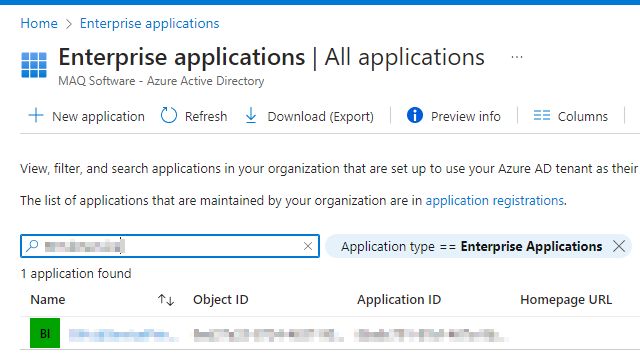 Home > Enterprise applications
Enterprise applications | All applications ...
MAQ Software - Azure Active Directory
+ New application Refresh Download (Export) Preview info Columns
View, filter, and search applications in your organization that are set up to use your Azure AD tenant as their
The list of applications that are maintained by your organization are in application registrations.
Application type == Enterprise Applications
1 application found
Name Object ID Application ID Homepage URL
BI